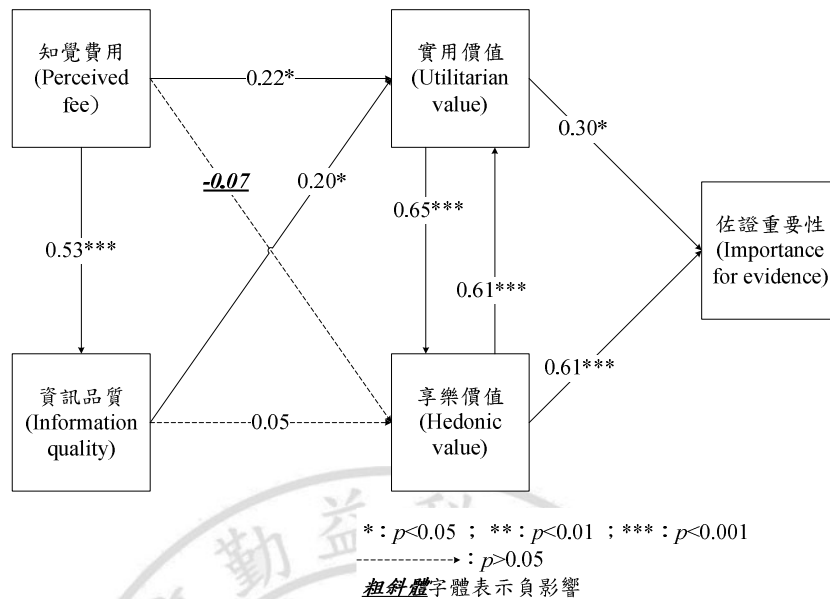 知覺費用
(Perceived
fee)
實用價值
(Utilitarian
value)
0.22*
0.30*
-0.07
0.20*
0.65***
佐證重要性
(Importance
for evidence)
0.53***
0.61***
0.61***
資訊品質
(Information
quality)
享樂價值
(Hedonic
value)
0.05
*：p<0.05 ；**：p<0.01 ；***：p<0.001
：p>0.05
粗斜體字體表示負影響
勤益科